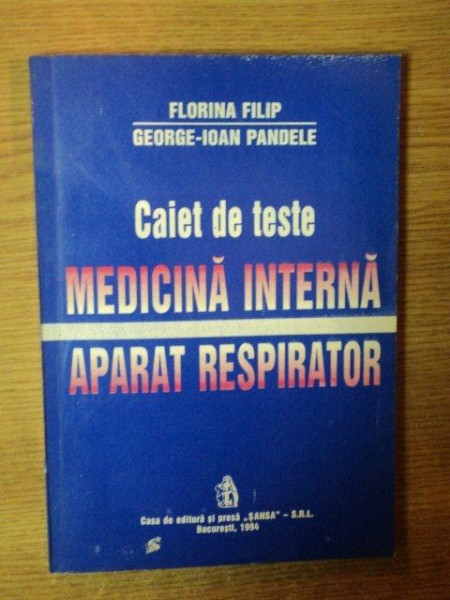 FLORINA FILIP
GEORGE-IOAN PANDELE
Caiet de teste
MEDICINĂ INTERNĂ
APARAT RESPIRATOR
Casa de editură și presă „ȘANSA” – S.R.L.
București, 1994